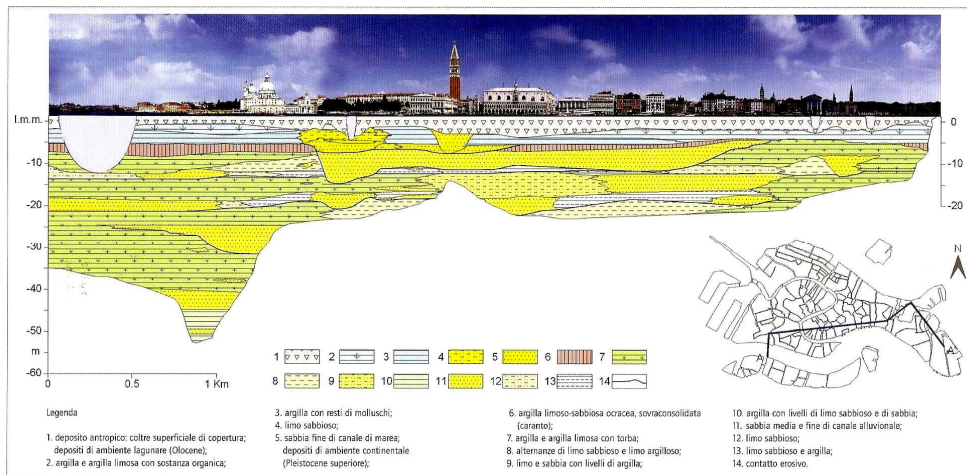 l.m.m.
0
-10
-10
-20
-20
-30
-40
-50
m
-60
0
0.5
1 Km
N
A
A'
1
2
3
4
5
6
7
8
9
10
11
12
13
14
Legenda
1. deposito antropico: coltre superficiale di copertura;
depositi di ambiente lagunare (Olocene);
2. argilla e argilla limosa con sostanza organica;
3. argilla con resti di molluschi;
4. limo sabbioso;
5. sabbia fine di canale di marea;
depositi di ambiente continentale
(Pleistocene superiore);
6. argilla limoso-sabbiosa ocracea, sovraconsolidata
(caranto);
7. argilla e argilla limosa con torba;
8. alternanze di limo sabbioso e limo argilloso;
9. limo e sabbia con livelli di argilla;
10. argilla con livelli di limo sabbioso e di sabbia;
11. sabbia media e fine di canale alluvionale;
12. limo sabbioso;
13. limo sabbioso e argilla;
14. contatto erosivo.